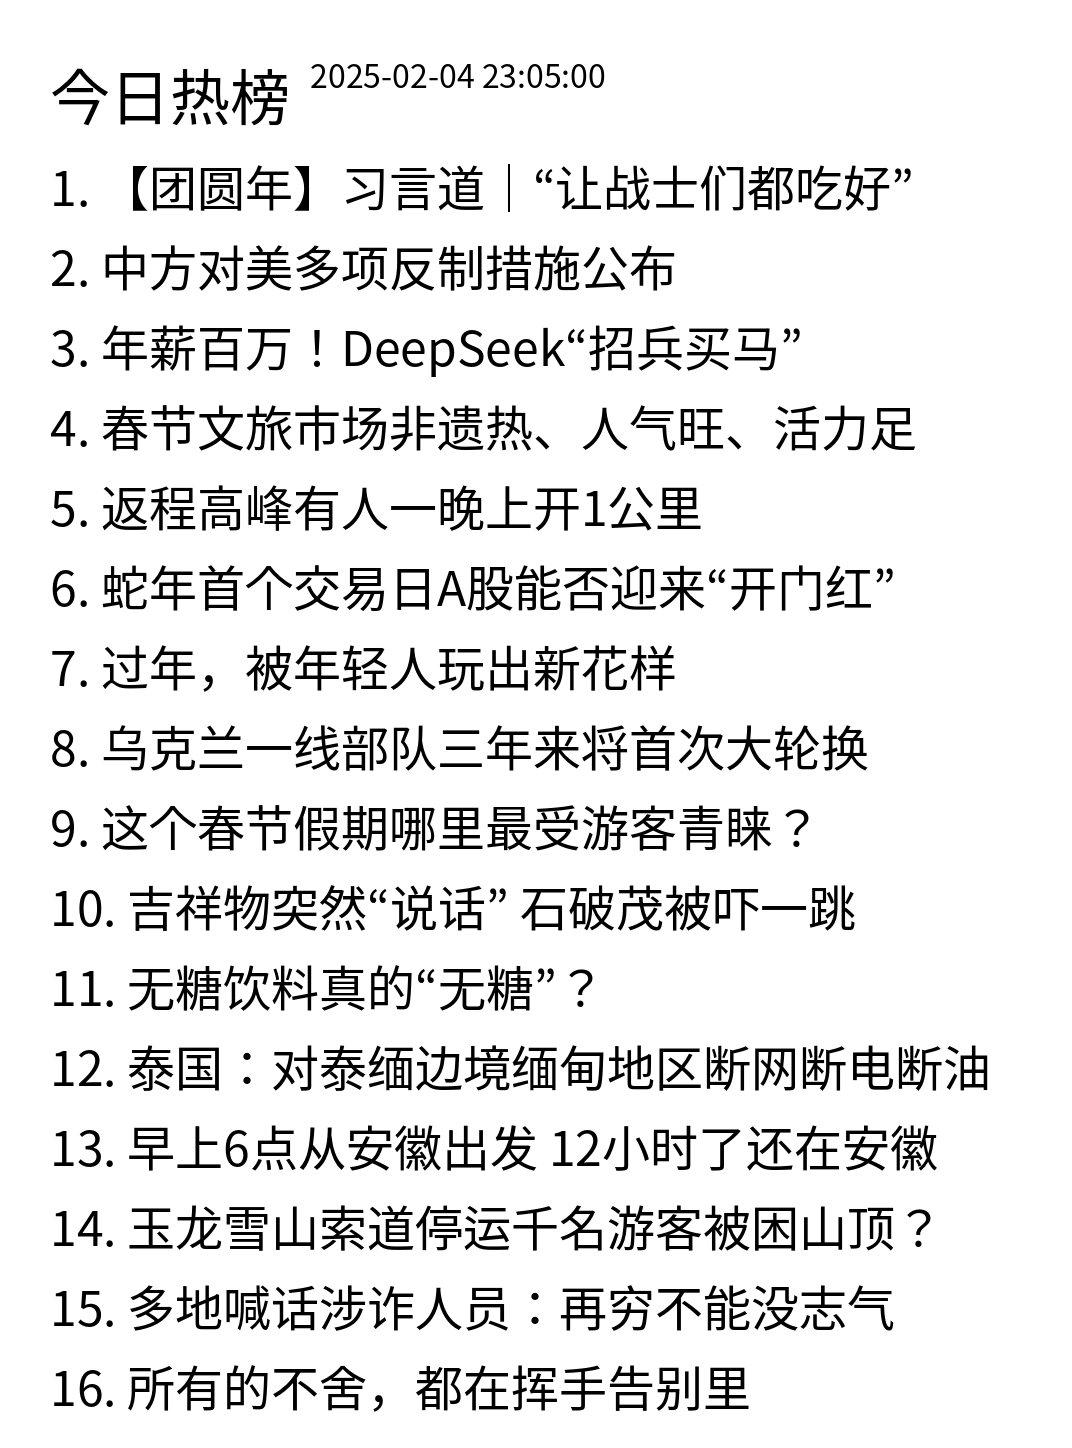 今日热榜 2025-02-04 23:05:00
1. 【团圆年】习言道｜“让战士们都吃好”
2. 中方对美多项反制措施公布
3. 年薪百万！DeepSeek“招兵买马”
4. 春节文旅市场非遗热、人气旺、活力足
5. 返程高峰有人一晚上开1公里
6. 蛇年首个交易日A股能否迎来“开门红”
7. 过年，被年轻人玩出新花样
8. 乌克兰一线部队三年来将首次大轮换
9. 这个春节假期哪里最受游客青睐？
10. 吉祥物突然“说话” 石破茂被吓一跳
11. 无糖饮料真的“无糖”？
12. 泰国：对泰缅边境缅甸地区断网断电断油
13. 早上6点从安徽出发 12小时了还在安徽
14. 玉龙雪山索道停运千名游客被困山顶？
15. 多地喊话涉诈人员：再穷不能没志气
16. 所有的不舍，都在挥手告别里